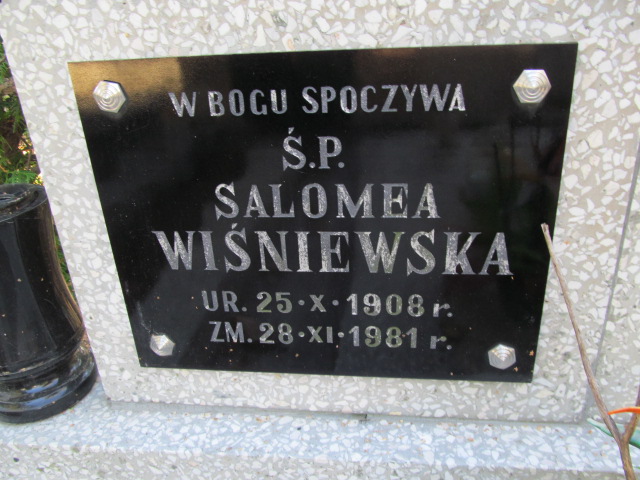 W BOGU SPOCZYWA
Ś.P.
SALOMEA
WIŚNIEWSKA
UR. 25·X·1908 r.
ZM. 28·XI·1981 r.